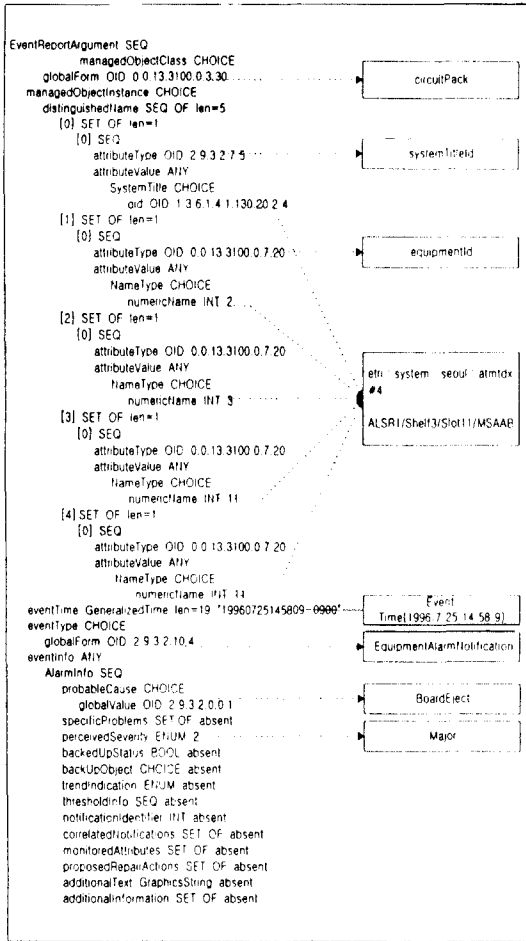 EventReportArgument SEQ
managedObjectClass CHOICE
globalForm OID 0.0.13.3100.0.3.30
circuitPack
managedObjectInstance CHOICE
distinguishedName SEQ OF len=5
[0] SET OF len=1
[0] SEQ
attributeType OID 2.9.3.2.7.5
systemTitleId
attributeValue ANY
SystemTitle CHOICE
oid OID 1.3.6.1.4.1.130.20.2.4
[1] SET OF len=1
[0] SEQ
attributeType OID 0.0.13.3100.0.7.20
equipmentId
attributeValue ANY
NameType CHOICE
numericName INT 2
[2] SET OF len=1
[0] SEQ
attributeType OID 0.0.13.3100.0.7.20
attributeValue ANY
NameType CHOICE
numericName INT 3
etri system seoul atmtdx
#4
ALSR1/Shelf3/Slot11/MSAAB
[3] SET OF len=1
[0] SEQ
attributeType OID 0.0.13.3100.0.7.20
attributeValue ANY
NameType CHOICE
numericName INT 11
[4] SET OF len=1
[0] SEQ
attributeType OID 0.0.13.3100.0.7.20
attributeValue ANY
NameType CHOICE
numericName INT 11
eventTime GeneralizedTime len=19 "19960725145809-0900"
Event
Time(1996.7.25.14.58.9)
eventType CHOICE
globalForm OID 2.9.3.2.10.4
EquipmentAlarmNotification
eventInfo ANY
AlarmInfo SEQ
probableCause CHOICE
globalValue OID 2.9.3.2.0.0.1
BoardEject
specificProblems SET OF absent
perceivedSeverity ENUM 2
Major
backedUpStatus BOOL absent
backUpObject CHOICE absent
trendIndication ENUM absent
thresholdInfo SEQ absent
notificationIdentifier INT absent
correlatedNotifications SET OF absent
monitoredAttributes SET OF absent
proposedRepairActions SET OF absent
additionalText GraphicsString absent
additionalInformation SET OF absent